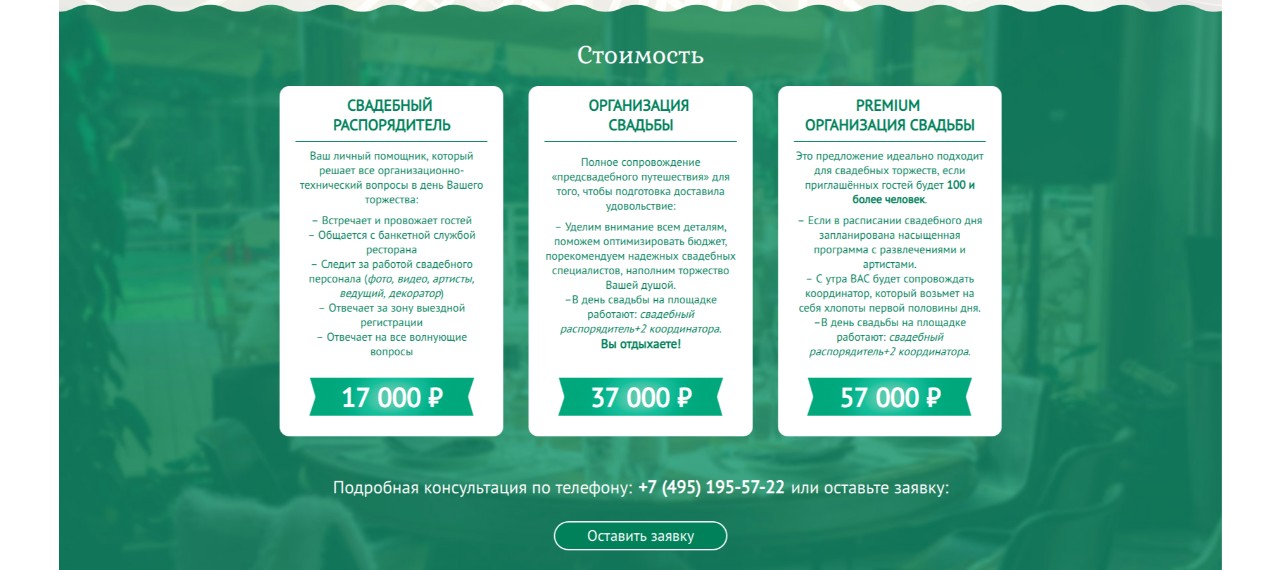 Стоимость
СВАДЕБНЫЙ
РАСПОРЯДИТЕЛЬ
Ваш личный помощник, который
решает все организационно-
технический вопросы в день Вашего
торжества:
– Встречает и провожает гостей
– Общается с банкетной службой
ресторана
– Следит за работой свадебного
персонала (фото, видео, артисты,
ведущий, декоратор)
– Отвечает за зону выездной
регистрации
– Отвечает на все волнующие
вопросы
17 000 ₽
ОРГАНИЗАЦИЯ
СВАДЬБЫ
Полное сопровождение
«предсвадебного путешествия» для
того, чтобы подготовка доставила
удовольствие:
– Уделим внимание всем деталям,
поможем оптимизировать бюджет,
порекомендуем надежных свадебных
специалистов, наполним торжество
Вашей душой.
–В день свадьбы на площадке
работают: свадебный
распорядитель+2 координатора.
Вы отдыхаете!
37 000 ₽
PREMIUM
ОРГАНИЗАЦИЯ СВАДЬБЫ
Это предложение идеально подходит
для свадебных торжеств, если
приглашённых гостей будет 100 и
более человек.
– Если в расписании свадебного дня
запланирована насыщенная
программа с развлечениями и
артистами.
– С утра ВАС будет сопровождать
координатор, который возьмет на
себя хлопоты первой половины дня.
–В день свадьбы на площадке
работают: свадебный
распорядитель+2 координатора.
57 000 ₽
Подробная консультация по телефону: +7 (495) 195-57-22 или оставьте заявку:
Оставить заявку